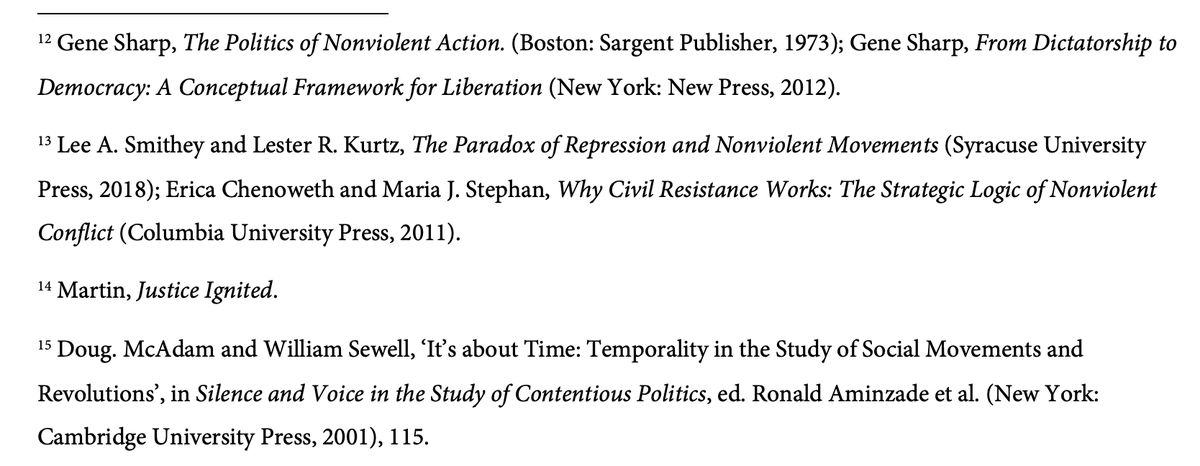 12 Gene Sharp, The Politics of Nonviolent Action. (Boston: Sargent Publisher, 1973); Gene Sharp, From Dictatorship to
Democracy: A Conceptual Framework for Liberation (New York: New Press, 2012).
13 Lee A. Smithey and Lester R. Kurtz, The Paradox of Repression and Nonviolent Movements (Syracuse University
Press, 2018); Erica Chenoweth and Maria J. Stephan, Why Civil Resistance Works: The Strategic Logic of Nonviolent
Conflict (Columbia University Press, 2011).
14 Martin, Justice Ignited.
15 Doug. McAdam and William Sewell, ‘It’s about Time: Temporality in the Study of Social Movements and
Revolutions’, in Silence and Voice in the Study of Contentious Politics, ed. Ronald Aminzade et al. (New York:
Cambridge University Press, 2001), 115.